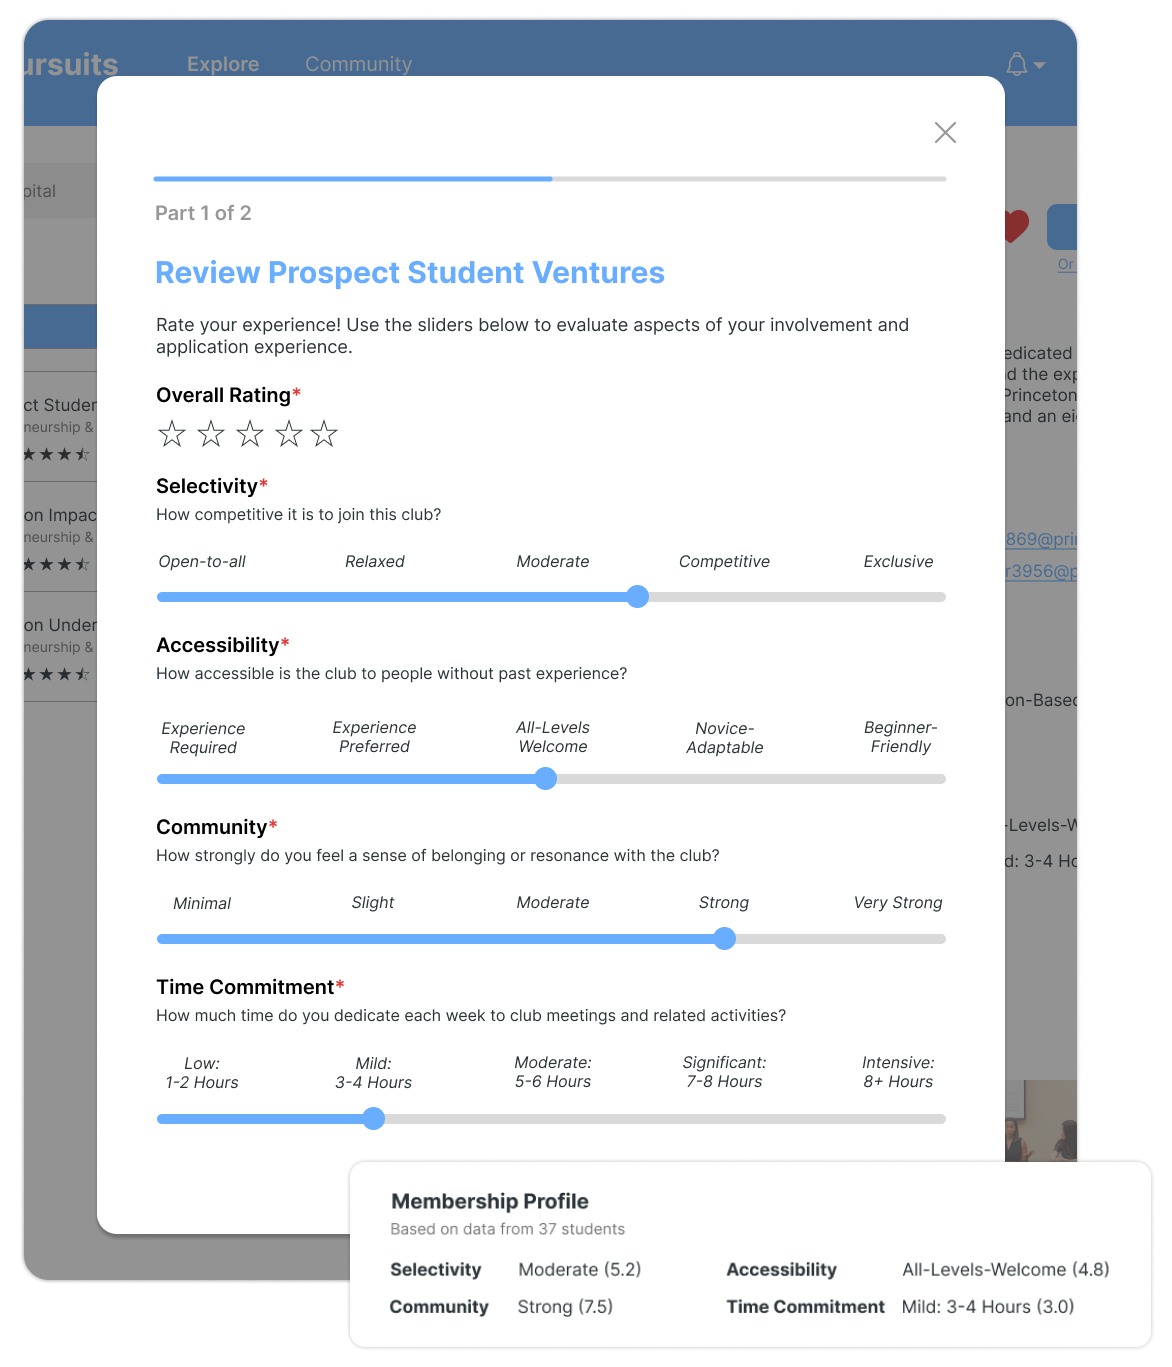 ursuits
Explore
Community
Part 1 of 2
Review Prospect Student Ventures
Rate your experience! Use the sliders below to evaluate aspects of your involvement and
application experience.
Overall Rating*
Selectivity*
How competitive it is to join this club?
Open-to-all Relaxed Moderate Competitive Exclusive
Accessibility*
How accessible is the club to people without past experience?
Experience Required
Experience Preferred
All-Levels Welcome
Novice-Adaptable
Beginner-Friendly
Community*
How strongly do you feel a sense of belonging or resonance with the club?
Minimal Slight Moderate Strong Very Strong
Time Commitment*
How much time do you dedicate each week to club meetings and related activities?
Low: 1-2 Hours
Mild: 3-4 Hours
Moderate: 5-6 Hours
Significant: 7-8 Hours
Intensive: 8+ Hours
pital
ct Studen
neurship &
on Impac
neurship &
on Under
neurship &
Or
edicated
d the exp
Princeton
and an ei
869@prin
r3956@p
on-Based
-Levels-W
d: 3-4 Ho
Membership Profile
Based on data from 37 students
Selectivity Moderate (5.2) Accessibility All-Levels-Welcome (4.8)
Community Strong (7.5) Time Commitment Mild: 3-4 Hours (3.0)